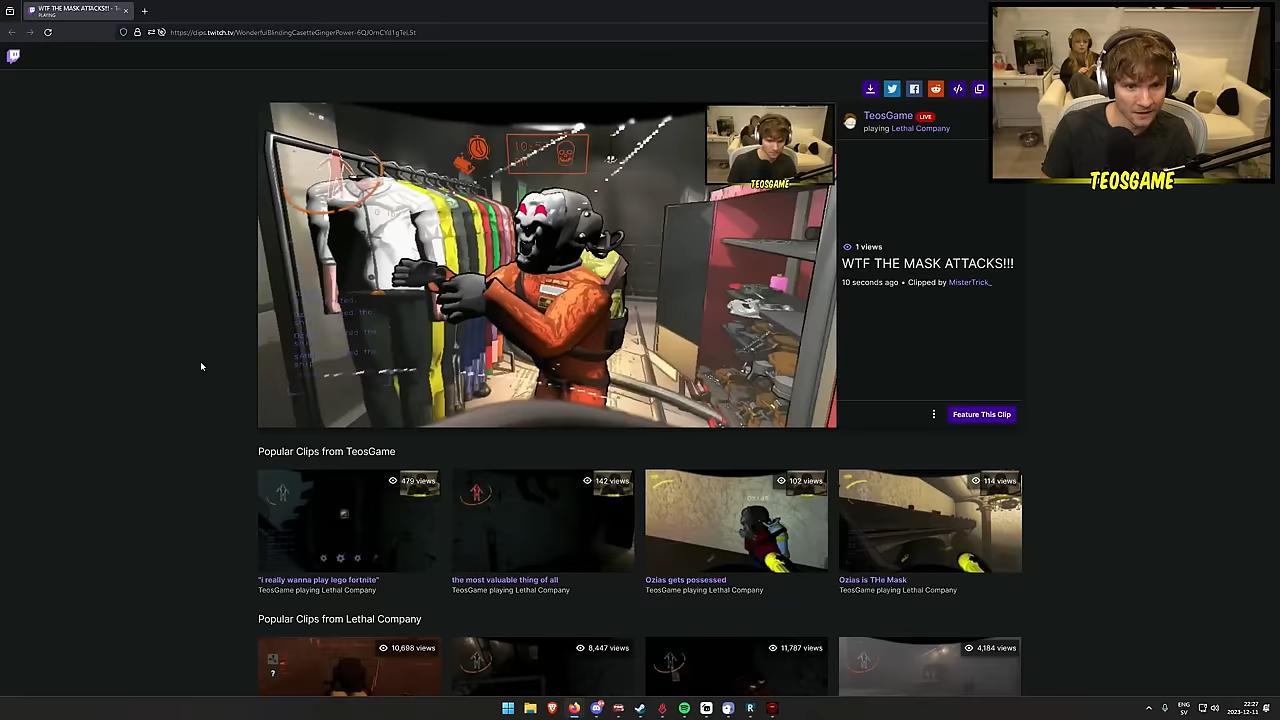 WTF THE MASK ATTACKS!!! - T
PLAYING
https://clips.twitch.tv/WonderfulBlindingCasetteGingerPower-6QJ0rnCYd1gTeLSt
TEOSGAME
TeosGame LIVE
playing Lethal Company
TEOSGAME
1 views
WTF THE MASK ATTACKS!!!
10 seconds ago • Clipped by MisterTrick_
Feature This Clip
Popular Clips from TeosGame
479 views
142 views
102 views
114 views
"i really wanna play lego fortnite"
the most valuable thing of all
Ozias gets possessed
Ozias is THe Mask
TeosGame playing Lethal Company
TeosGame playing Lethal Company
TeosGame playing Lethal Company
TeosGame playing Lethal Company
Popular Clips from Lethal Company
10,698 views
8,447 views
11,787 views
4,184 views
ENG
SV
22:27
2023-12-11